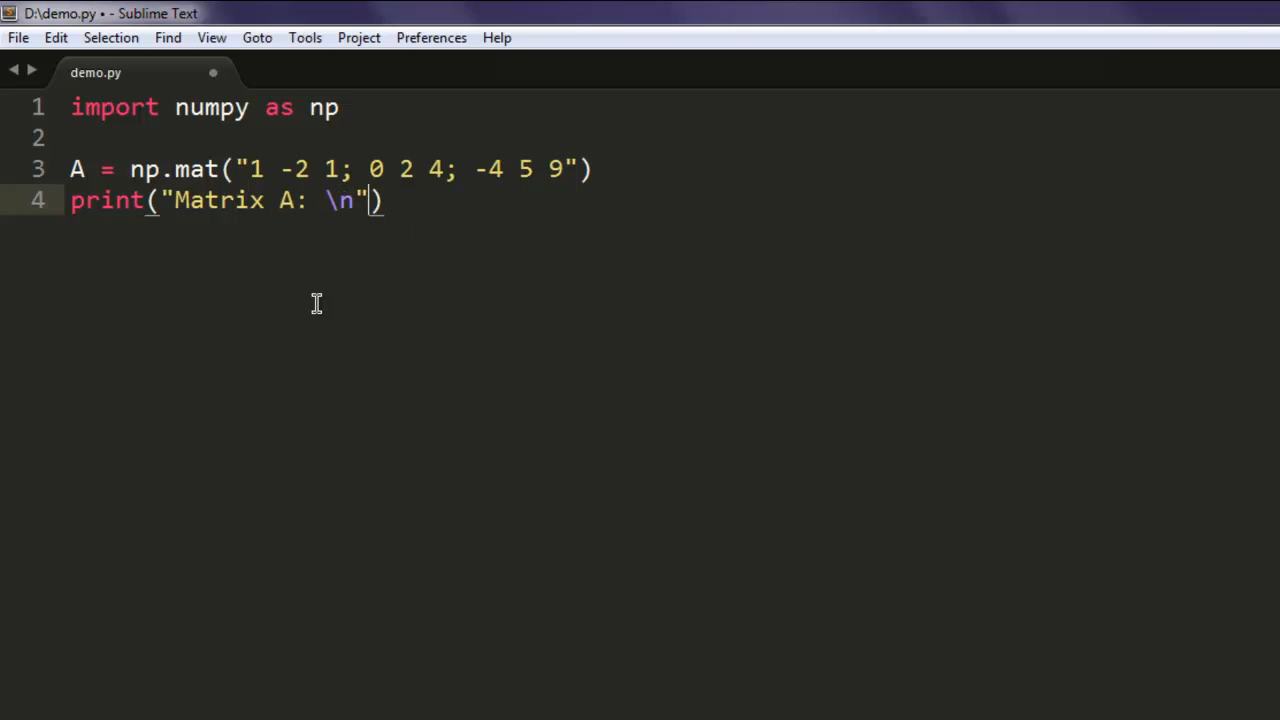 D:\demo.py • - Sublime Text
File Edit Selection Find View Goto Tools Project Preferences Help
demo.py
1 import numpy as np
2
3 A = np.mat("1 -2 1; 0 2 4; -4 5 9")
4 print("Matrix A: \n")